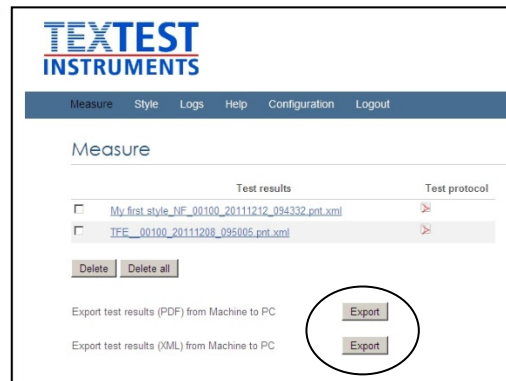 TEXTEST
INSTRUMENTS
Measure Style Logs Help Configuration Logout
Measure
Test results Test protocol
My first style_NF_00100_20111212_094332.pnt.xml
TFE__00100_20111208_095005.pnt.xml
Delete Delete all
Export test results (PDF) from Machine to PC Export
Export test results (XML) from Machine to PC Export